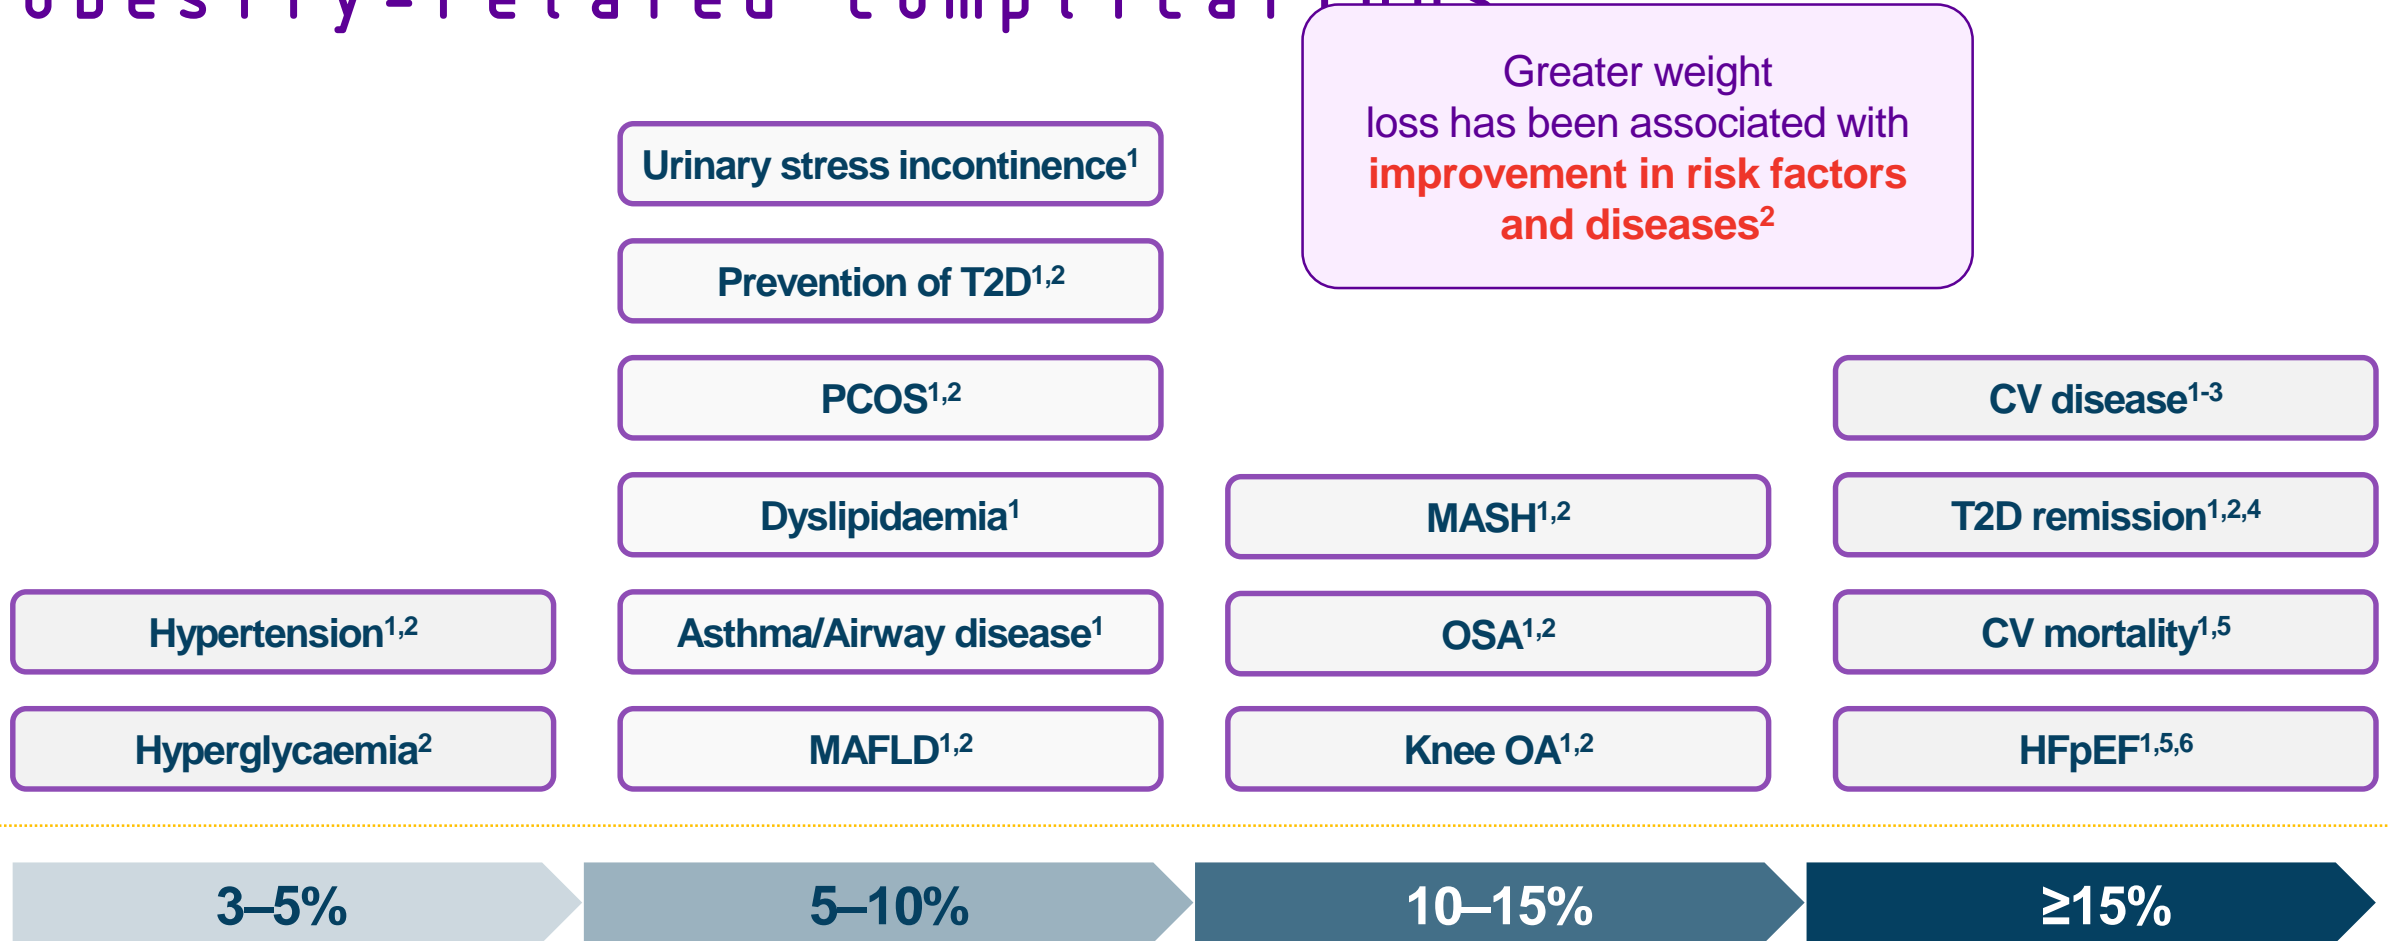 obesity-related complications
Greater weight
loss has been associated with
improvement in risk factors
and diseases²
Urinary stress incontinence¹
Prevention of T2D¹,²
PCOS¹,²
CV disease¹-³
Dyslipidaemia¹
MASH¹,²
T2D remission¹,²,⁴
Hypertension¹,²
Asthma/Airway disease¹
OSA¹,²
CV mortality¹,⁵
Hyperglycaemia²
MAFLD¹,²
Knee OA¹,²
HFpEF¹,⁵,⁶
3–5%
5–10%
10–15%
≥15%